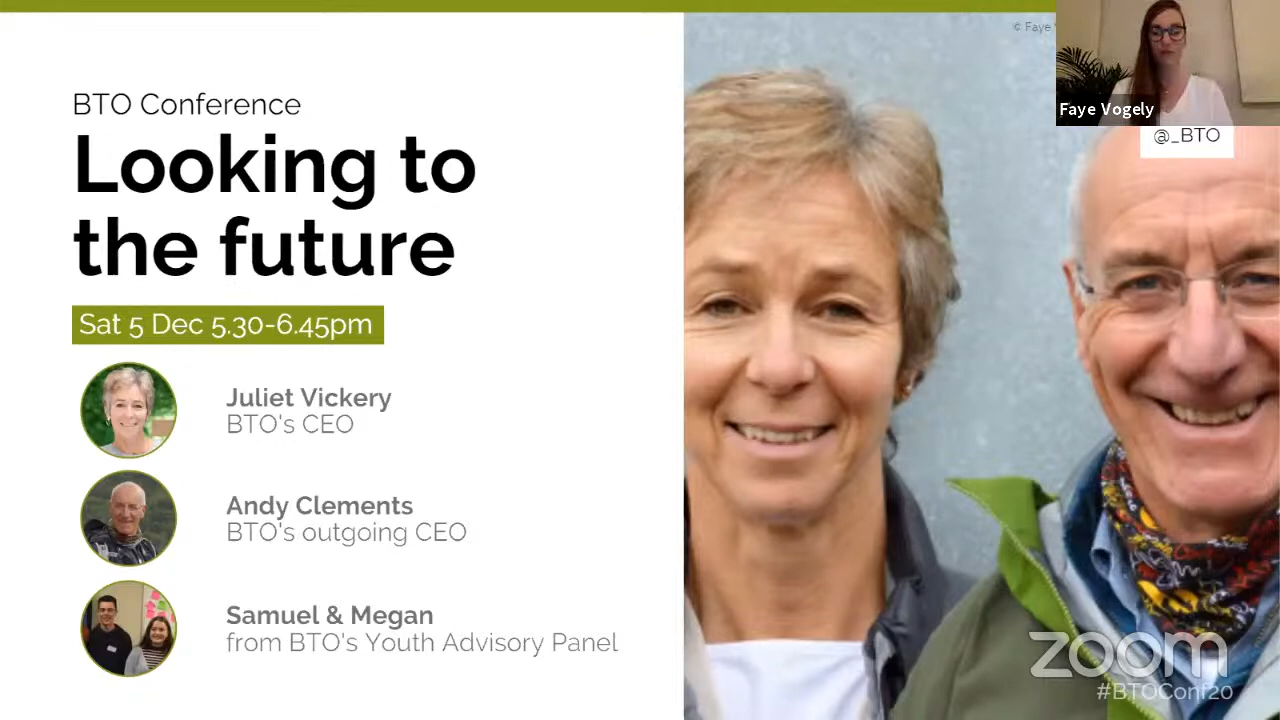 BTO Conference
Looking to
the future
Sat 5 Dec 5.30-6.45pm
Juliet Vickery
BTO's CEO
Andy Clements
BTO's outgoing CEO
Samuel & Megan
from BTO's Youth Advisory Panel
© Faye
Faye Vogely
@_BTO
zoom
#BTOConf20